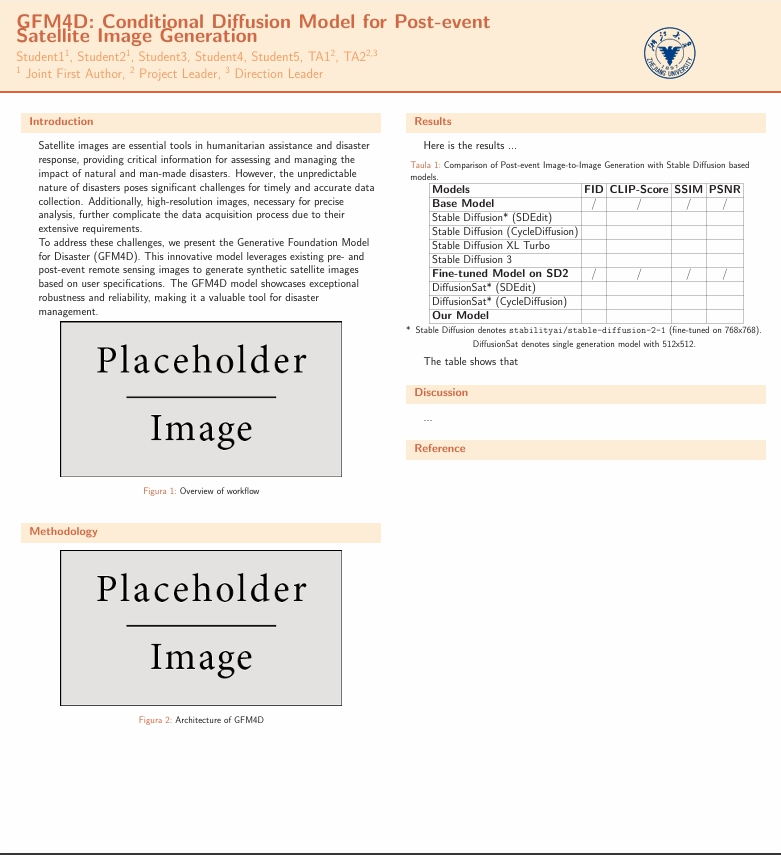 GFM4D: Conditional Diffusion Model for Post-event
Satellite Image Generation
Student1¹, Student2¹, Student3, Student4, Student5, TA1², TA2²,³
¹ Joint First Author, ² Project Leader, ³ Direction Leader
ZHEJIANG UNIVERSITY
1897
Introduction
Satellite images are essential tools in humanitarian assistance and disaster
response, providing critical information for assessing and managing the
impact of natural and man-made disasters. However, the unpredictable
nature of disasters poses significant challenges for timely and accurate data
collection. Additionally, high-resolution images, necessary for precise
analysis, further complicate the data acquisition process due to their
extensive requirements.
To address these challenges, we present the Generative Foundation Model
for Disaster (GFM4D). This innovative model leverages existing pre- and
post-event remote sensing images to generate synthetic satellite images
based on user specifications. The GFM4D model showcases exceptional
robustness and reliability, making it a valuable tool for disaster
management.
Placeholder
Image
Figura 1: Overview of workflow
Methodology
Placeholder
Image
Figura 2: Architecture of GFM4D
Results
Here is the results ...
Taula 1: Comparison of Post-event Image-to-Image Generation with Stable Diffusion based
models.
Models FID CLIP-Score SSIM PSNR
Base Model / / / /
Stable Diffusion* (SDEdit)
Stable Diffusion (CycleDiffusion)
Stable Diffusion XL Turbo
Stable Diffusion 3
Fine-tuned Model on SD2 / / / /
DiffusionSat* (SDEdit)
DiffusionSat* (CycleDiffusion)
Our Model
* Stable Diffusion denotes stabilityai/stable-diffusion-2-1 (fine-tuned on 768x768).
DiffusionSat denotes single generation model with 512x512.
The table shows that
Discussion
...
Reference